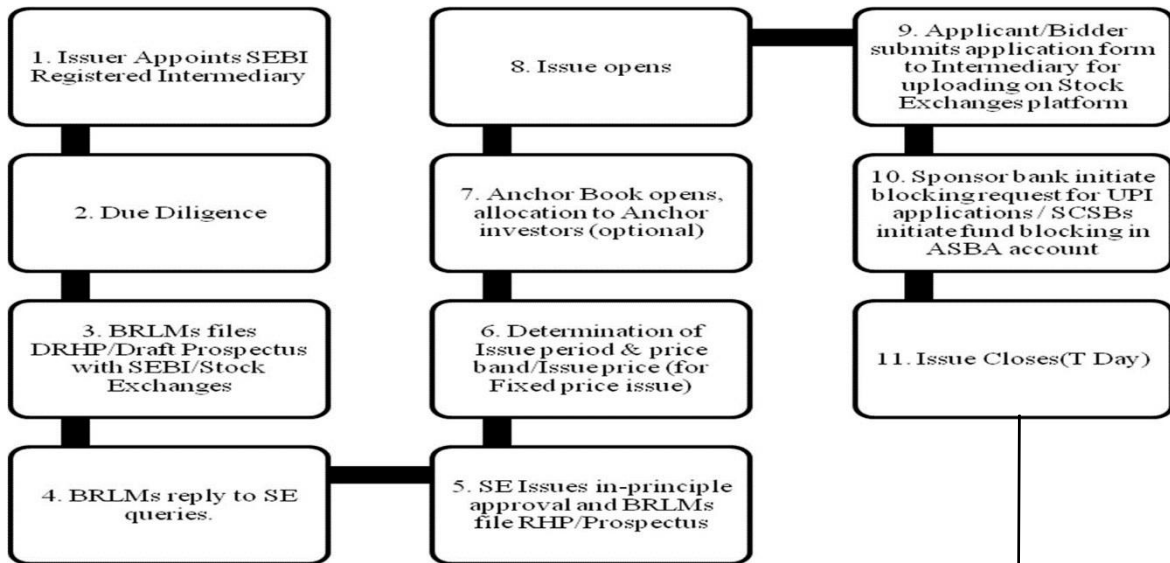 1. Issuer Appoints SEBI
Registered Intermediary
2. Due Diligence
3. BRLMs files
DRHP/Draft Prospectus
with SEBI/Stock
Exchanges
4. BRLMs reply to SE
queries.
5. SE Issues in-principle
approval and BRLMs
file RHP/Prospectus
6. Determination of
Issue period & price
band/Issue price (for
Fixed price issue)
7. Anchor Book opens,
allocation to Anchor
investors (optional)
8. Issue opens
9. Applicant/Bidder
submits application form
to Intermediary for
uploading on Stock
Exchanges platform
10. Sponsor bank initiate
blocking request for UPI
applications / SCSBs
initiate fund blocking in
ASBA account
11. Issue Closes(T Day)